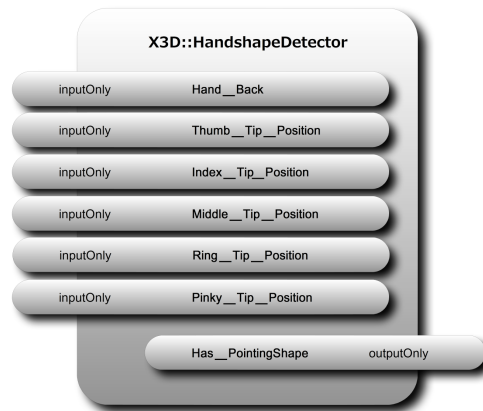 X3D::HandshapeDetector
inputOnly Hand__Back
inputOnly Thumb__Tip__Position
inputOnly Index__Tip__Position
inputOnly Middle__Tip__Position
inputOnly Ring__Tip__Position
inputOnly Pinky__Tip__Position
Has__PointingShape outputOnly